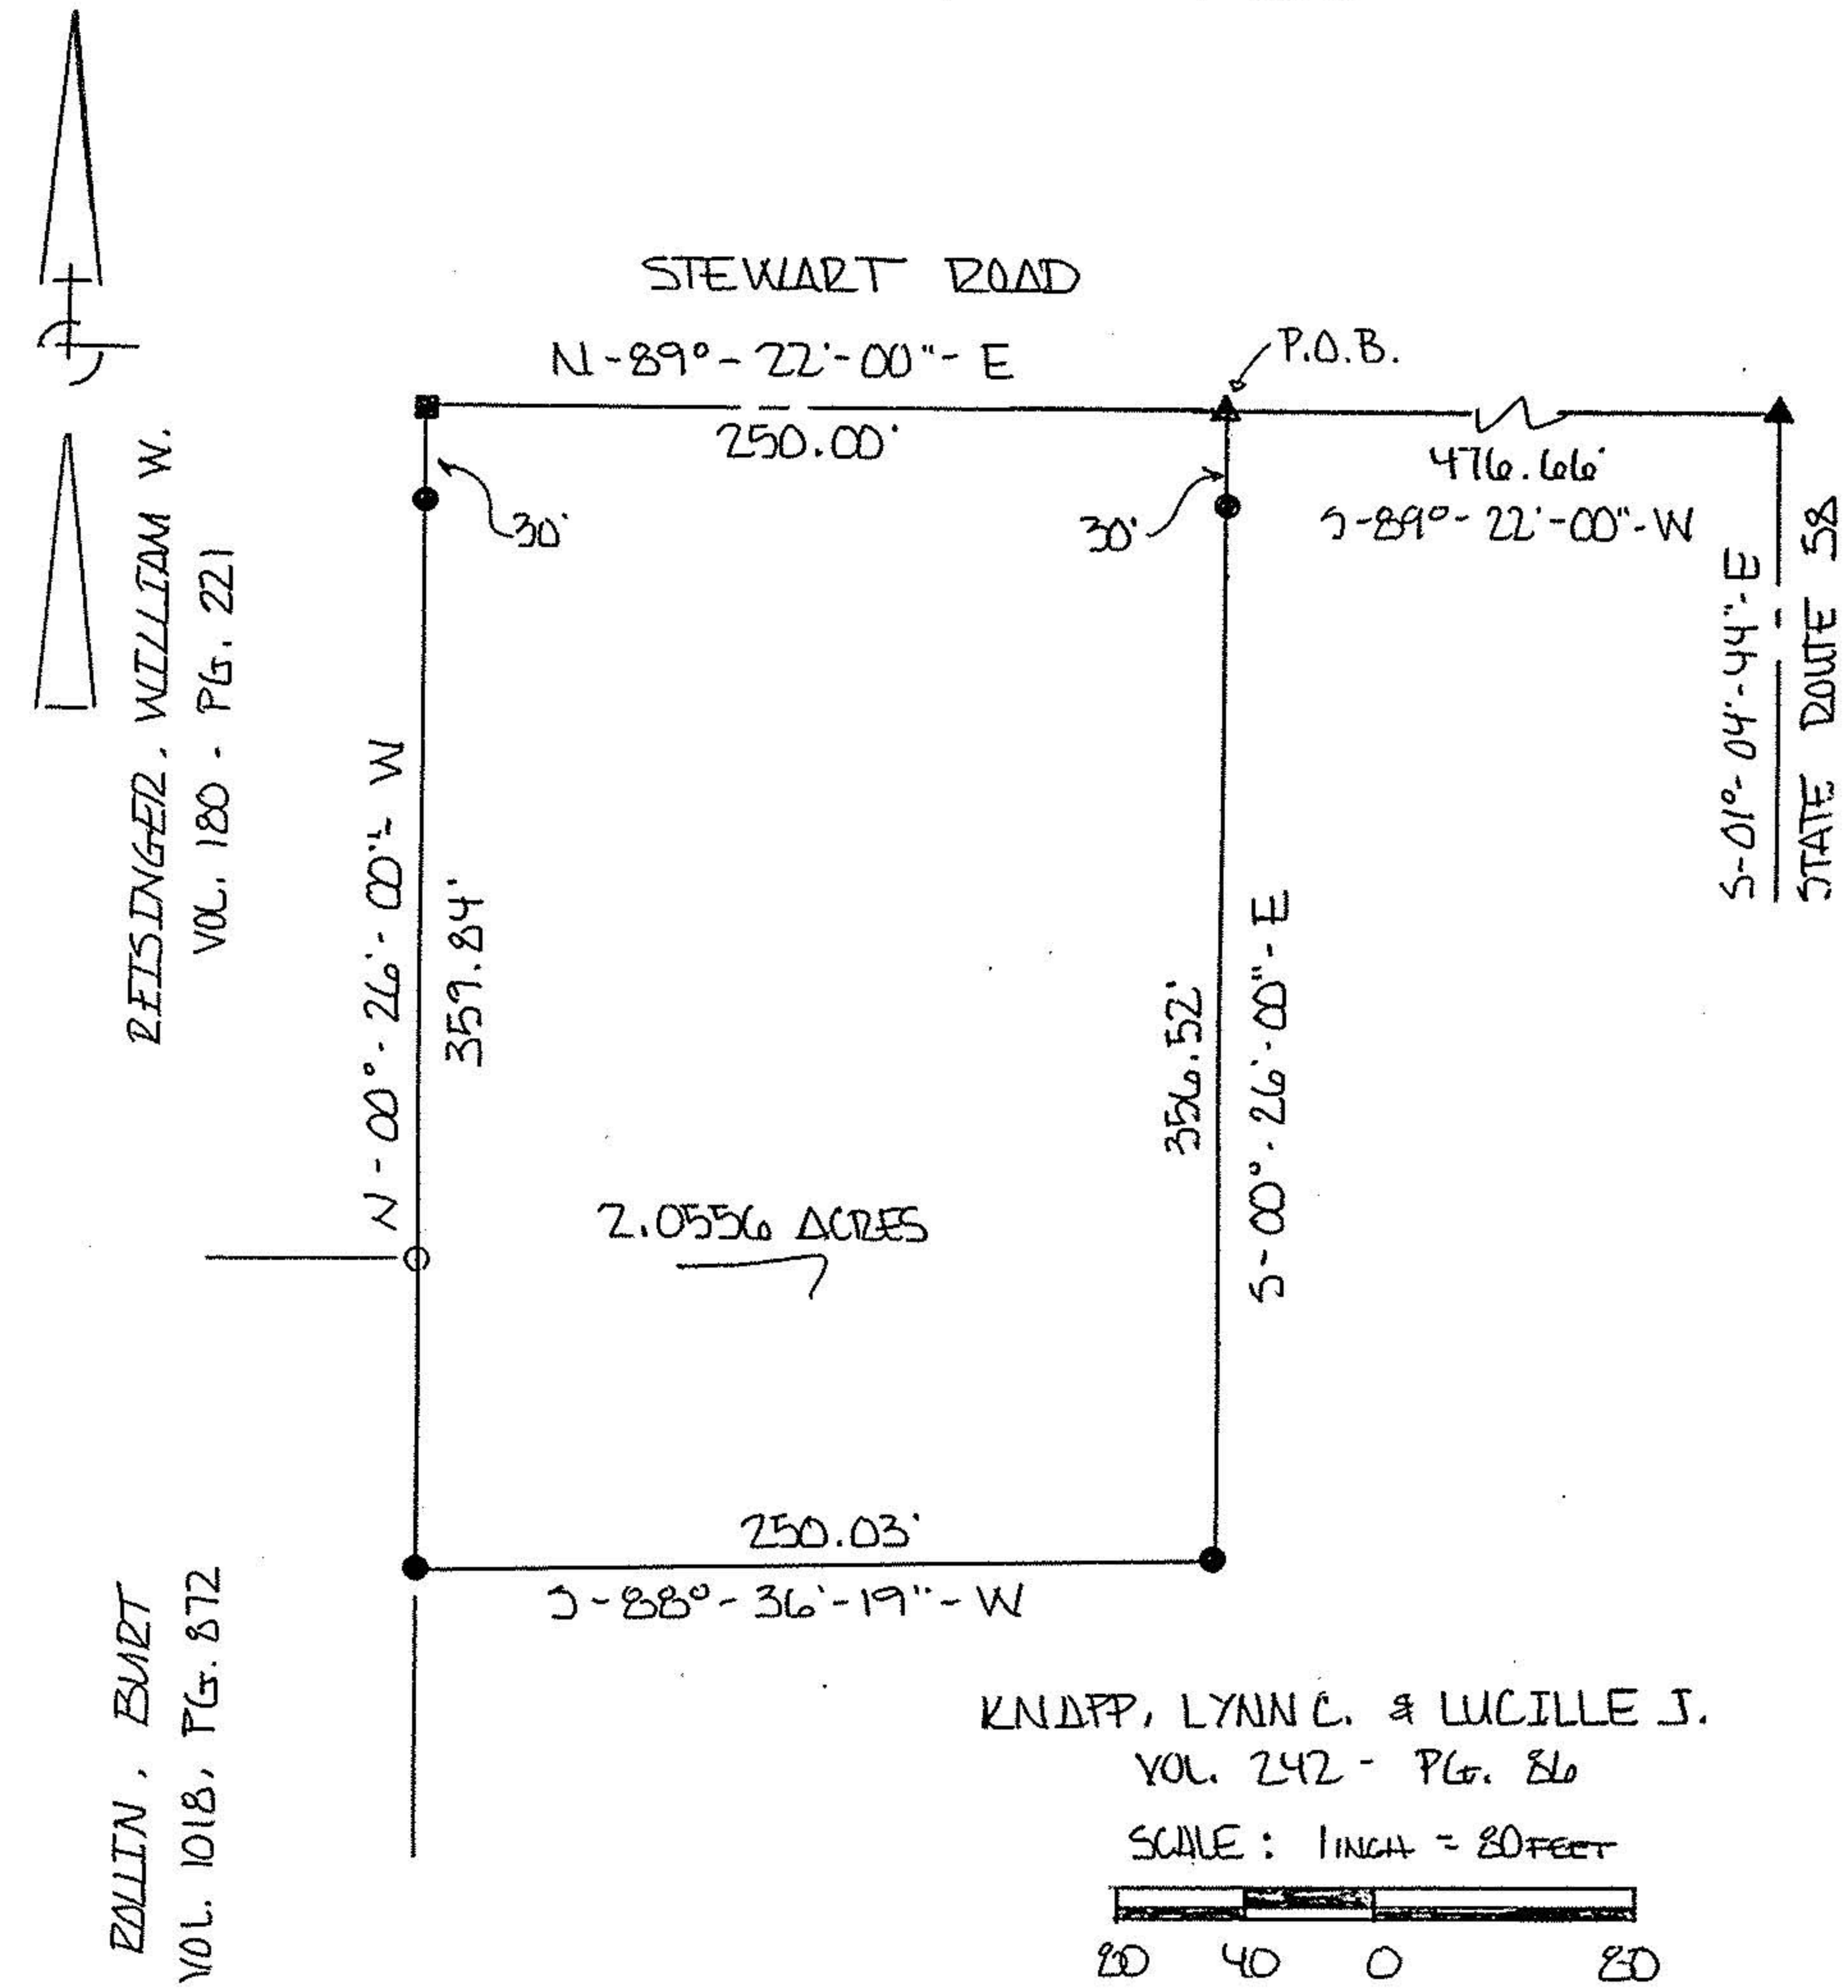 STEWART ROAD
N-89°-22'-00"-E
P.O.B.
250.00'
476.66'
S-89°-22'-00"-W
30'
30'
S-01°-04'-44"-E
STATE ROUTE 58
REISINGER, WILLIAM W.
VOL. 180 - PG. 221
N-00°-26'-00"-W
359.84'
356.52'
S-00°-26'-00"-E
2.0556 ACRES
250.03'
S-88°-36'-19"-W
ROLLIN, BURT
VOL. 1018, PG. 872
KNAPP, LYNN C. & LUCILLE J.
VOL. 242 - PG. 86
SCALE: 1 INCH = 80 FEET
80 40 0 80